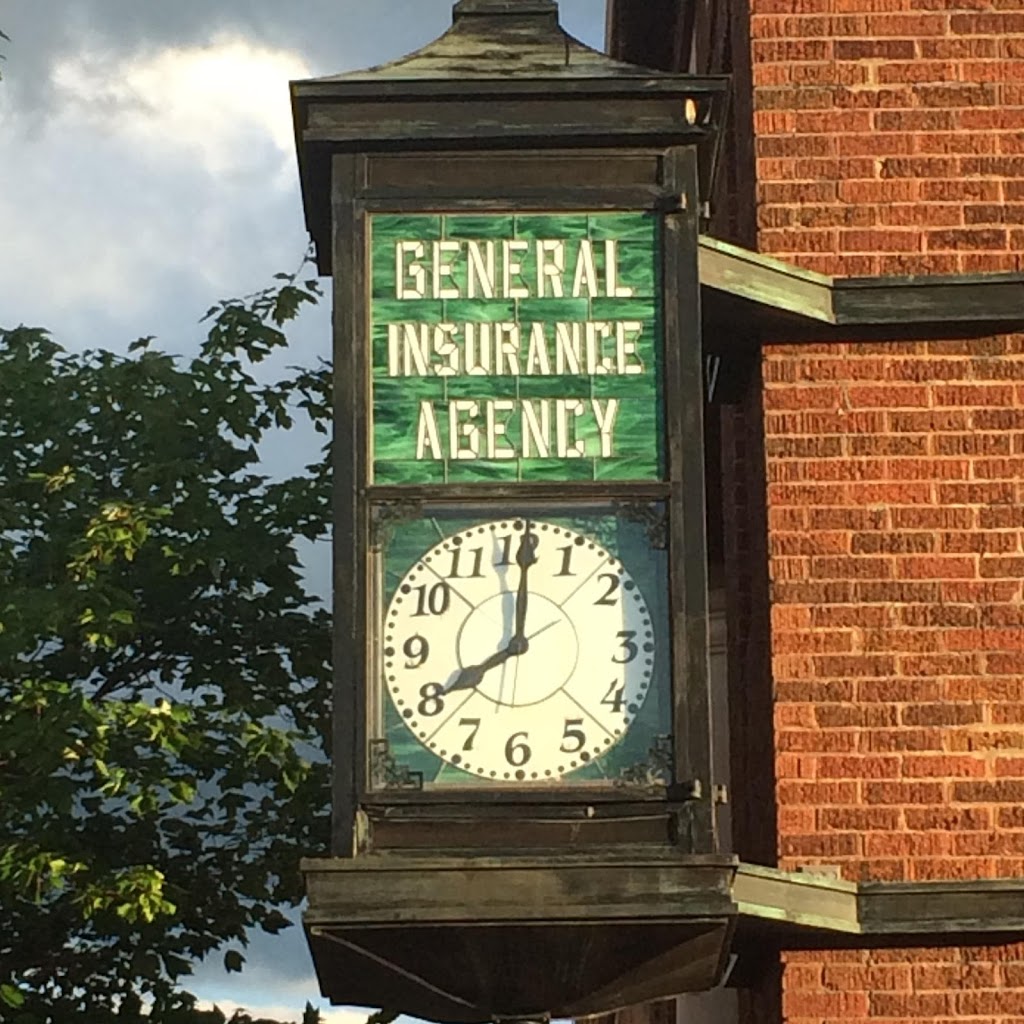 GENERAL
INSURANCE
AGENCY
11 12 1
10 2
9 3
8 4
7 6 5